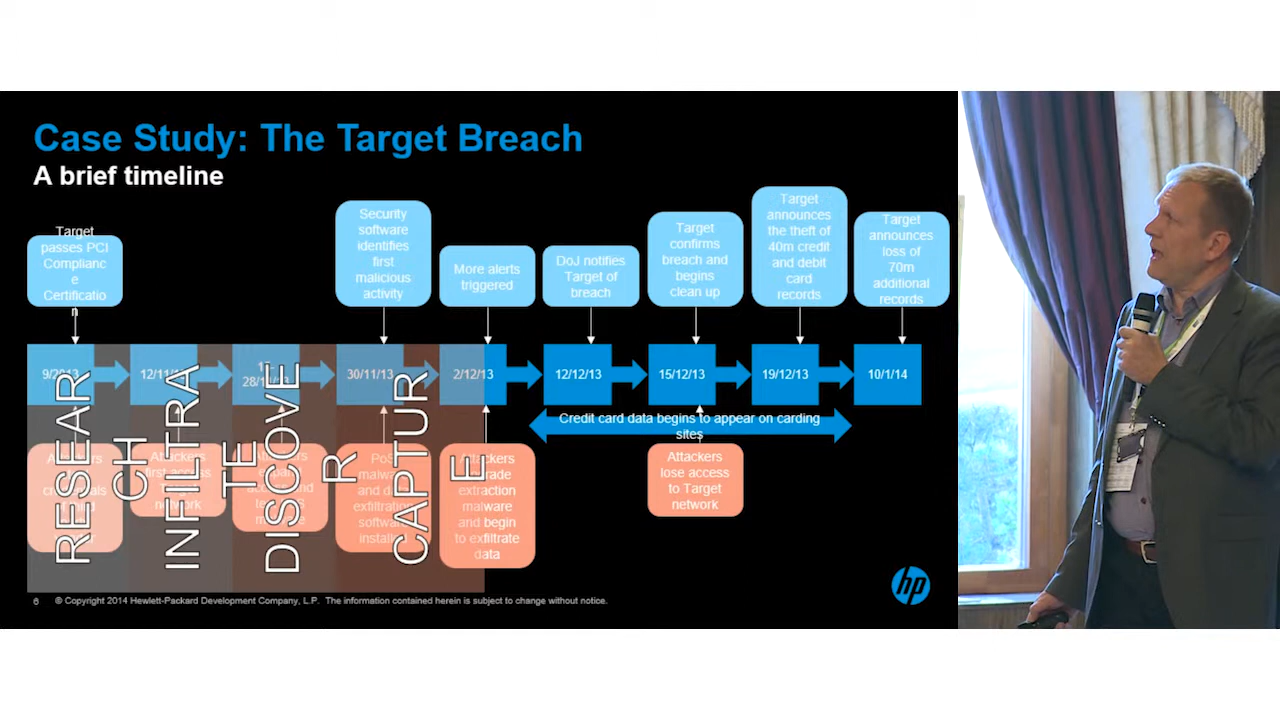 Case Study: The Target Breach
A brief timeline
Target
passes PCI
Complianc
e
Certificatio
n
Security
software
identifies
first
malicious
activity
More alerts
triggered
DoJ notifies
Target of
breach
Target
confirms
breach and
begins
clean up
Target
announces
the theft of
40m credit
and debit
card
records
Target
announces
loss of
70m
additional
records
30/11/13
2/12/13
12/12/13
15/12/13
19/12/13
10/1/14
Credit card data begins to appear on carding
sites
RESEAR
CH
INFILTRA
TE
DISCOVE
R
CAPTUR
E
extraction
malware
and begin
to exfiltrate
data
Attackers
lose access
to Target
network
6 © Copyright 2014 Hewlett-Packard Development Company, L.P. The information contained herein is subject to change without notice.
hp